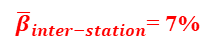 β̅inter-station= 7%